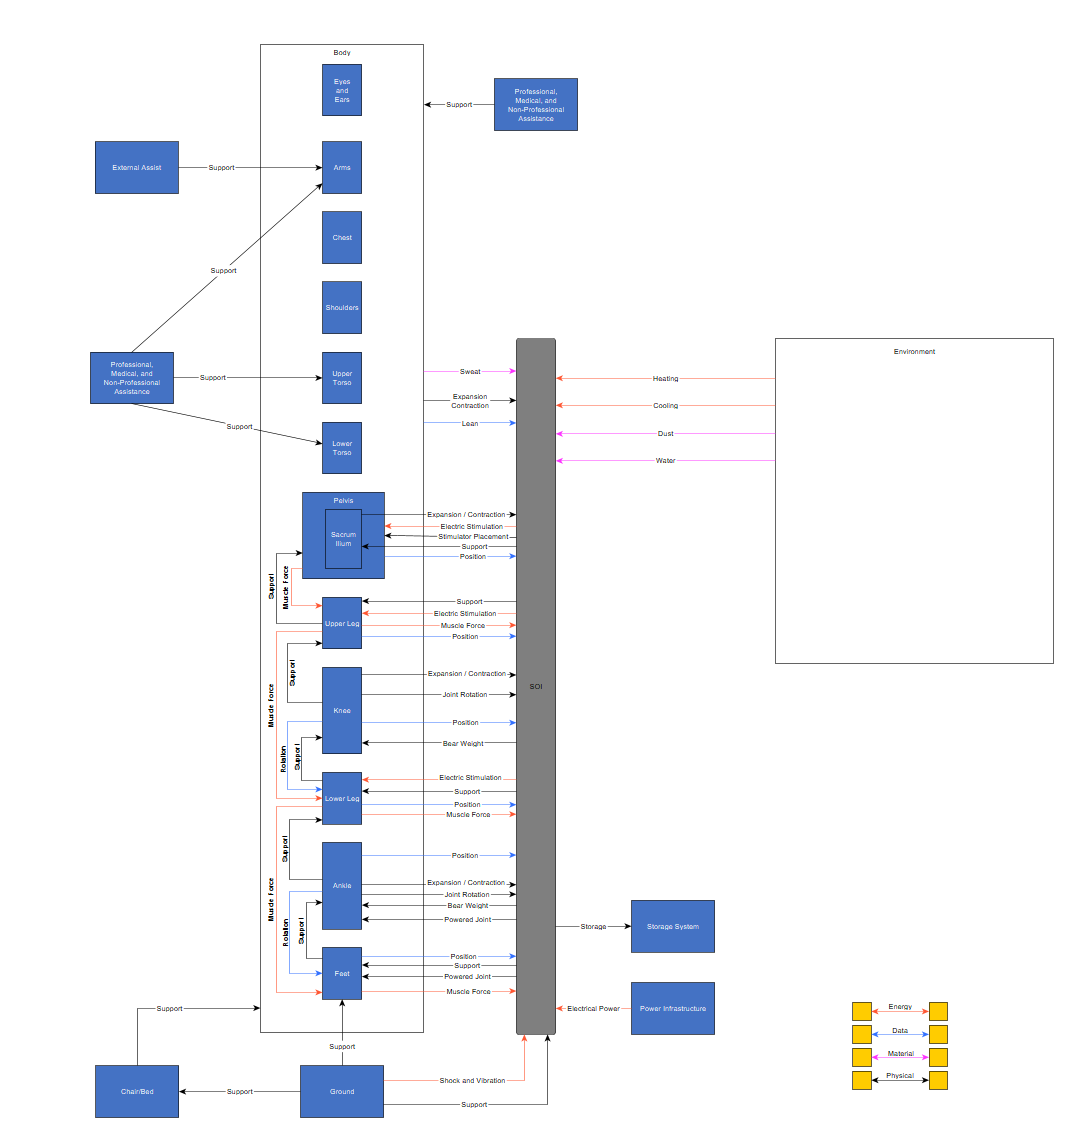 Body
Eyes
and
Ears
Professional,
Medical, and
Non-Professional
Assistance
Support
External Assist
Support
Arms
Chest
Support
Shoulders
Professional,
Medical, and
Non-Professional
Assistance
Support
Upper
Torso
Support
Lower
Torso
Sweat
Expansion
Contraction
Lean
Environment
Heating
Cooling
Dust
Water
Pelvis
Sacrum
Illium
Expansion / Contraction
Electric Stimulation
Stimulator Placement
Support
Position
Support
Muscle Force
Upper Leg
Support
Electric Stimulation
Muscle Force
Position
Support
Muscle Force
Knee
Expansion / Contraction
Joint Rotation
Position
Bear Weight
SOI
Rotation
Support
Lower Leg
Electric Stimulation
Support
Position
Muscle Force
Support
Muscle Force
Ankle
Position
Expansion / Contraction
Joint Rotation
Bear Weight
Powered Joint
Rotation
Support
Feet
Position
Support
Powered Joint
Muscle Force
Storage
Storage System
Electrical Power
Power Infrastructure
Support
Support
Chair/Bed
Support
Ground
Shock and Vibration
Support
Energy
Data
Material
Physical